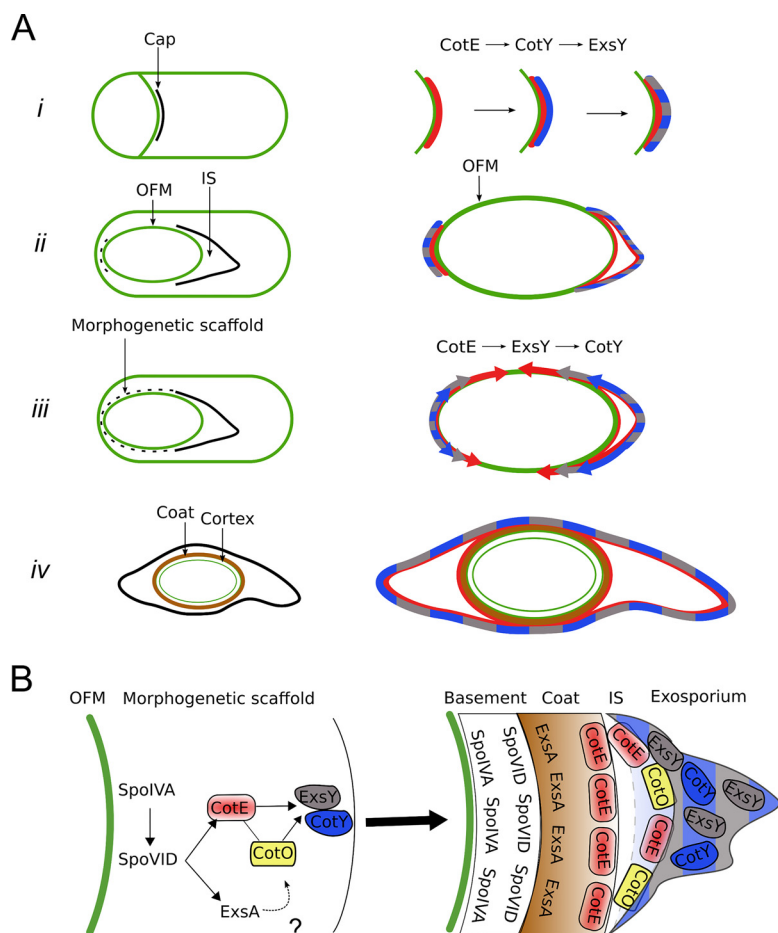 A
Cap
CotE → CotY → ExsY
i
OFM
IS
OFM
ii
Morphogenetic scaffold
CotE → ExsY → CotY
iii
Coat
Cortex
iv
B
OFM Morphogenetic scaffold
Basement Coat IS Exosporium
SpoIVA
SpoVID
CotE
ExsY
CotY
CotO
ExsA
?
SpoIVA
SpoIVA
SpoIVA
SpoVID
SpoVID
SpoVID
ExsA
ExsA
ExsA
ExsA
CotE
CotE
CotE
CotE
CotE
CotO
CotE
CotO
ExsY
CotY
ExsY
ExsY
CotY